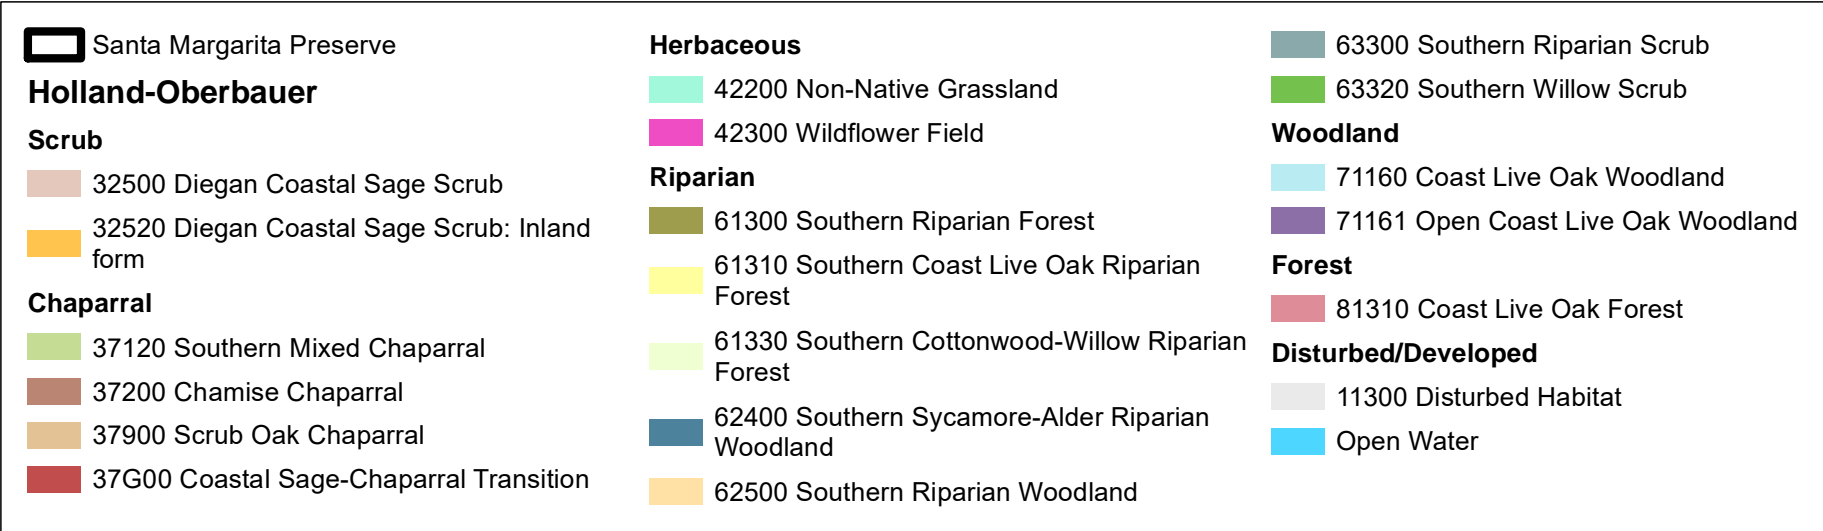 Santa Margarita Preserve
Holland-Oberbauer
Scrub
32500 Diegan Coastal Sage Scrub
32520 Diegan Coastal Sage Scrub: Inland
form
Chaparral
37120 Southern Mixed Chaparral
37200 Chamise Chaparral
37900 Scrub Oak Chaparral
37G00 Coastal Sage-Chaparral Transition
Herbaceous
42200 Non-Native Grassland
42300 Wildflower Field
Riparian
61300 Southern Riparian Forest
61310 Southern Coast Live Oak Riparian
Forest
61330 Southern Cottonwood-Willow Riparian
Forest
62400 Southern Sycamore-Alder Riparian
Woodland
62500 Southern Riparian Woodland
63300 Southern Riparian Scrub
63320 Southern Willow Scrub
Woodland
71160 Coast Live Oak Woodland
71161 Open Coast Live Oak Woodland
Forest
81310 Coast Live Oak Forest
Disturbed/Developed
11300 Disturbed Habitat
Open Water